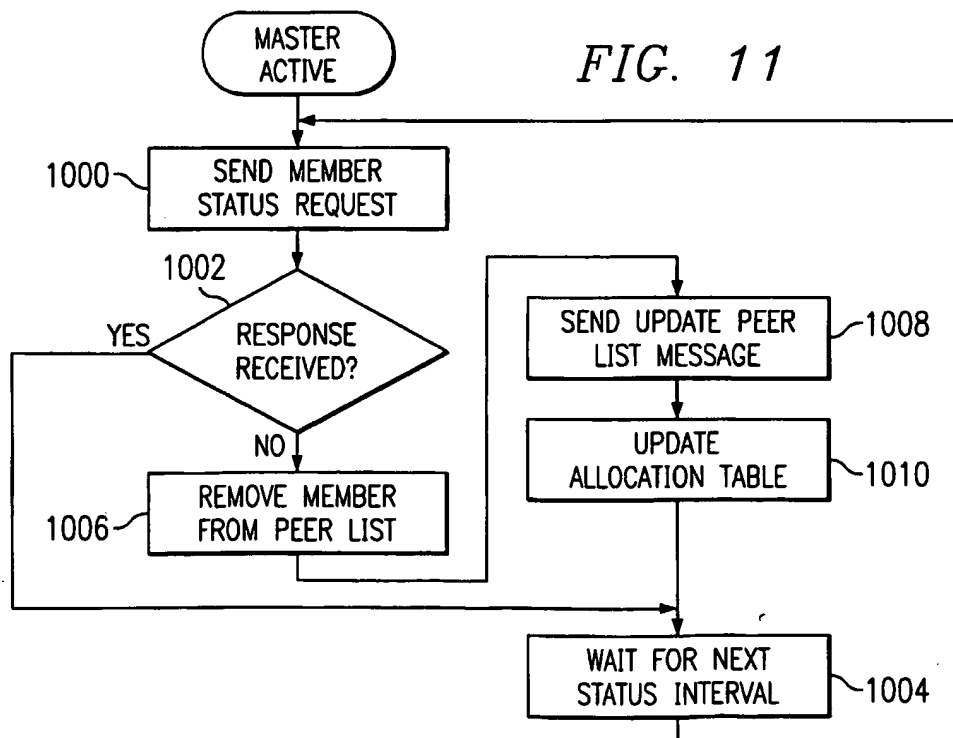 MASTER
ACTIVE
FIG. 11
1000
SEND MEMBER
STATUS REQUEST
1002
YES
RESPONSE
RECEIVED?
NO
1006
REMOVE MEMBER
FROM PEER LIST
SEND UPDATE PEER
LIST MESSAGE
1008
UPDATE
ALLOCATION TABLE
1010
WAIT FOR NEXT
STATUS INTERVAL
1004